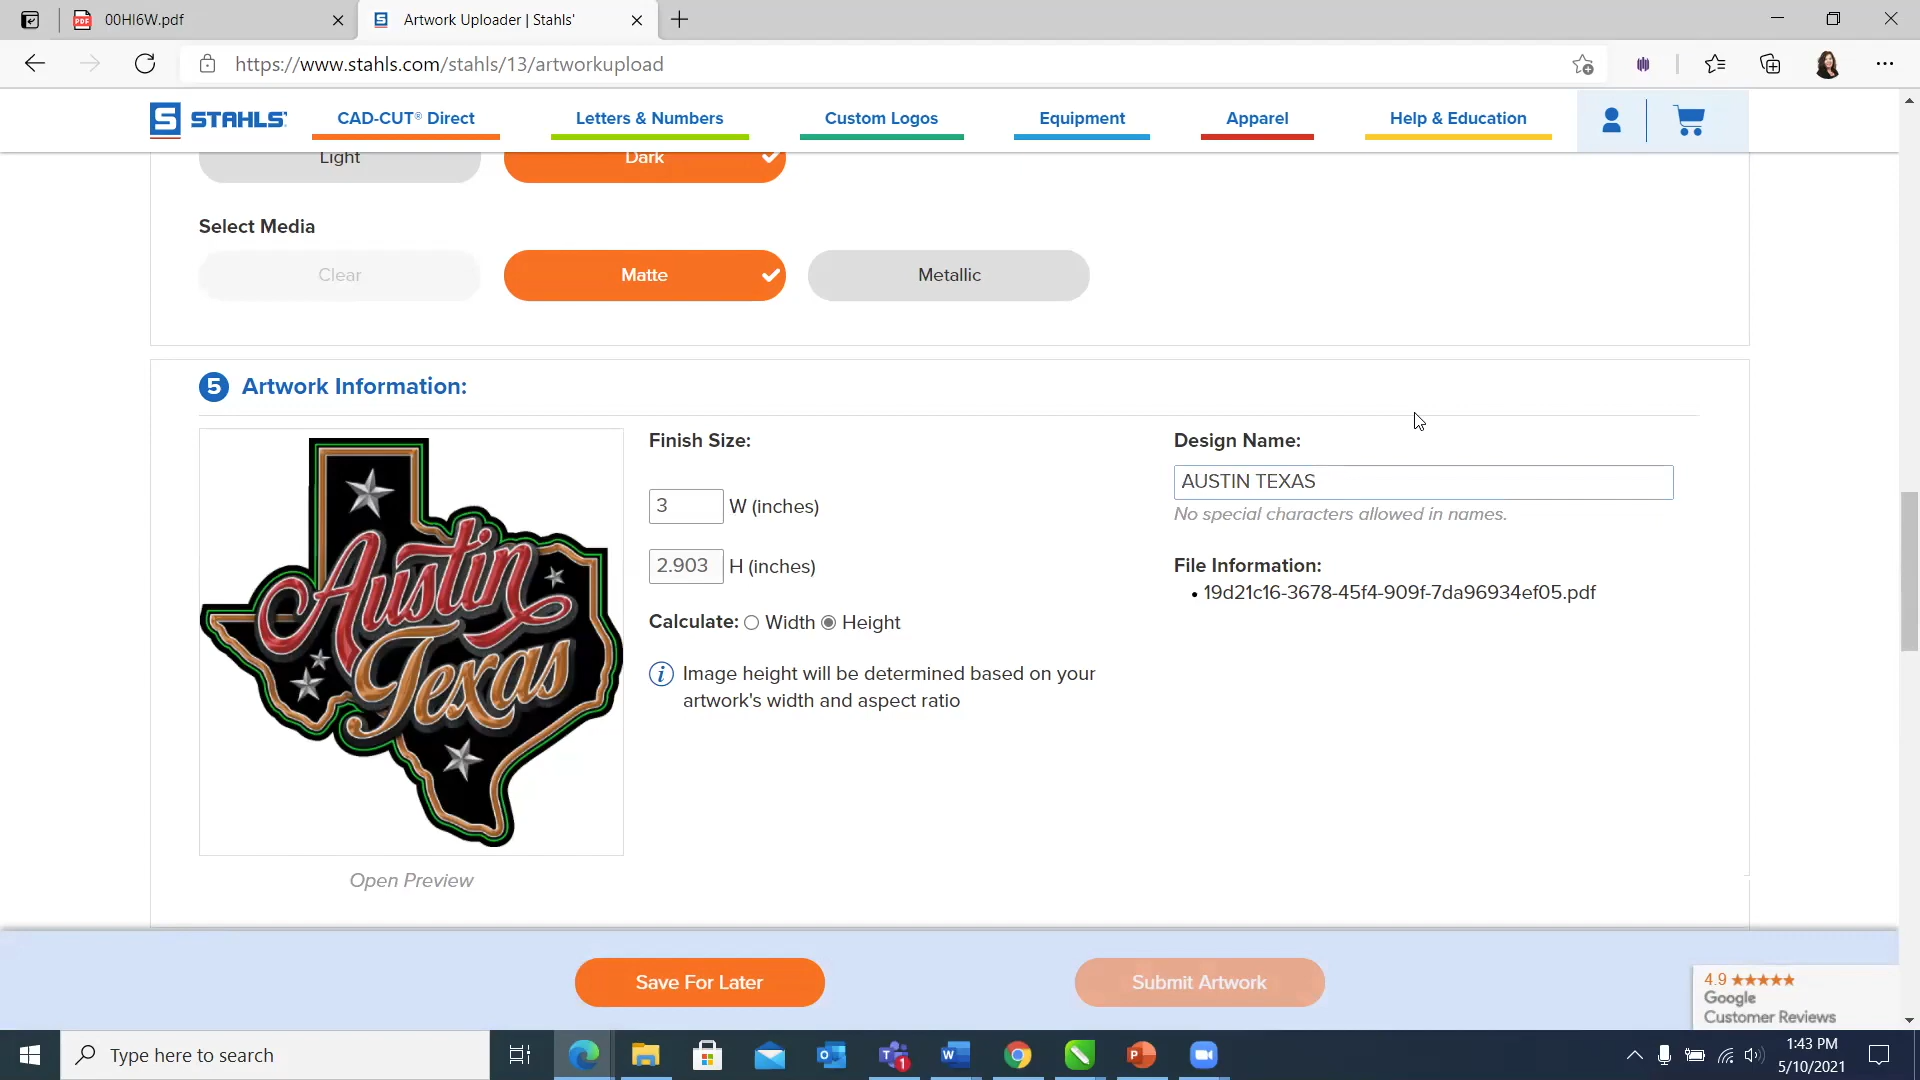 00HI6W.pdf
Artwork Uploader | Stahls'
https://www.stahls.com/stahls/13/artworkupload
S STAHLS'
CAD-CUT® Direct
Letters & Numbers
Custom Logos
Equipment
Apparel
Help & Education
Light
Dark
Select Media
Clear
Matte
Metallic
5 Artwork Information:
Austin
Texas
Open Preview
Finish Size:
3 W (inches)
2.903 H (inches)
Calculate: Width Height
i Image height will be determined based on your
artwork's width and aspect ratio
Design Name:
AUSTIN TEXAS
No special characters allowed in names.
File Information:
• 19d21c16-3678-45f4-909f-7da96934ef05.pdf
Save For Later
Submit Artwork
4.9 ★★★★★
Google
Customer Reviews
Type here to search
1:43 PM
5/10/2021